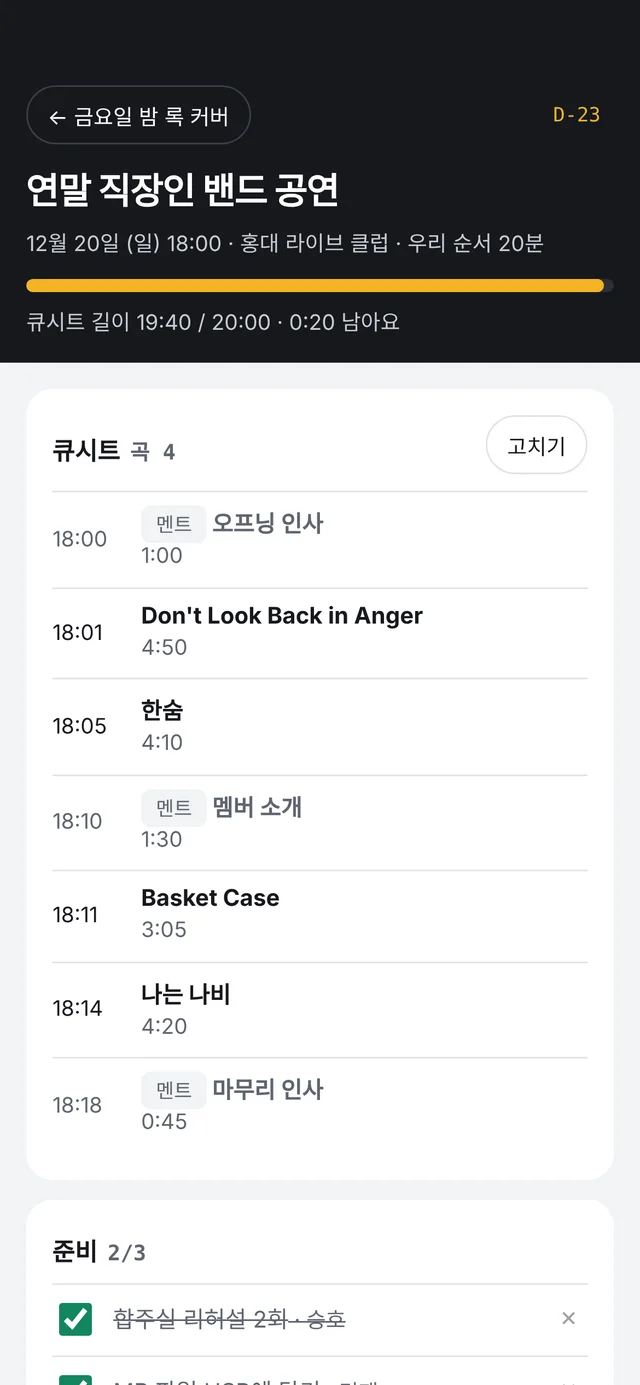 ← 금요일 밤 록 커버
D-23
연말 직장인 밴드 공연
12월 20일 (일) 18:00 · 홍대 라이브 클럽 · 우리 순서 20분
큐시트 길이 19:40 / 20:00 · 0:20 남아요
큐시트 곡 4
고치기
18:00
멘트 오프닝 인사
1:00
18:01
Don't Look Back in Anger
4:50
18:05
한숨
4:10
18:10
멘트 멤버 소개
1:30
18:11
Basket Case
3:05
18:14
나는 나비
4:20
18:18
멘트 마무리 인사
0:45
준비 2/3
합주실 리허설 2회 · 승호
×